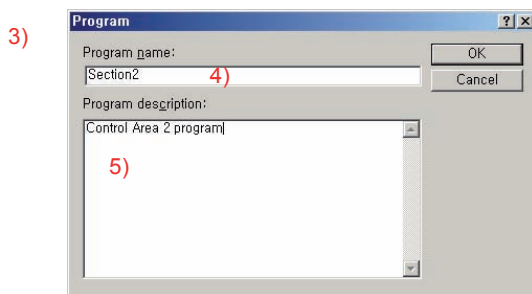 3)
Program
Program name:
OK
Section2
4)
Cancel
Program description:
Control Area 2 program
5)